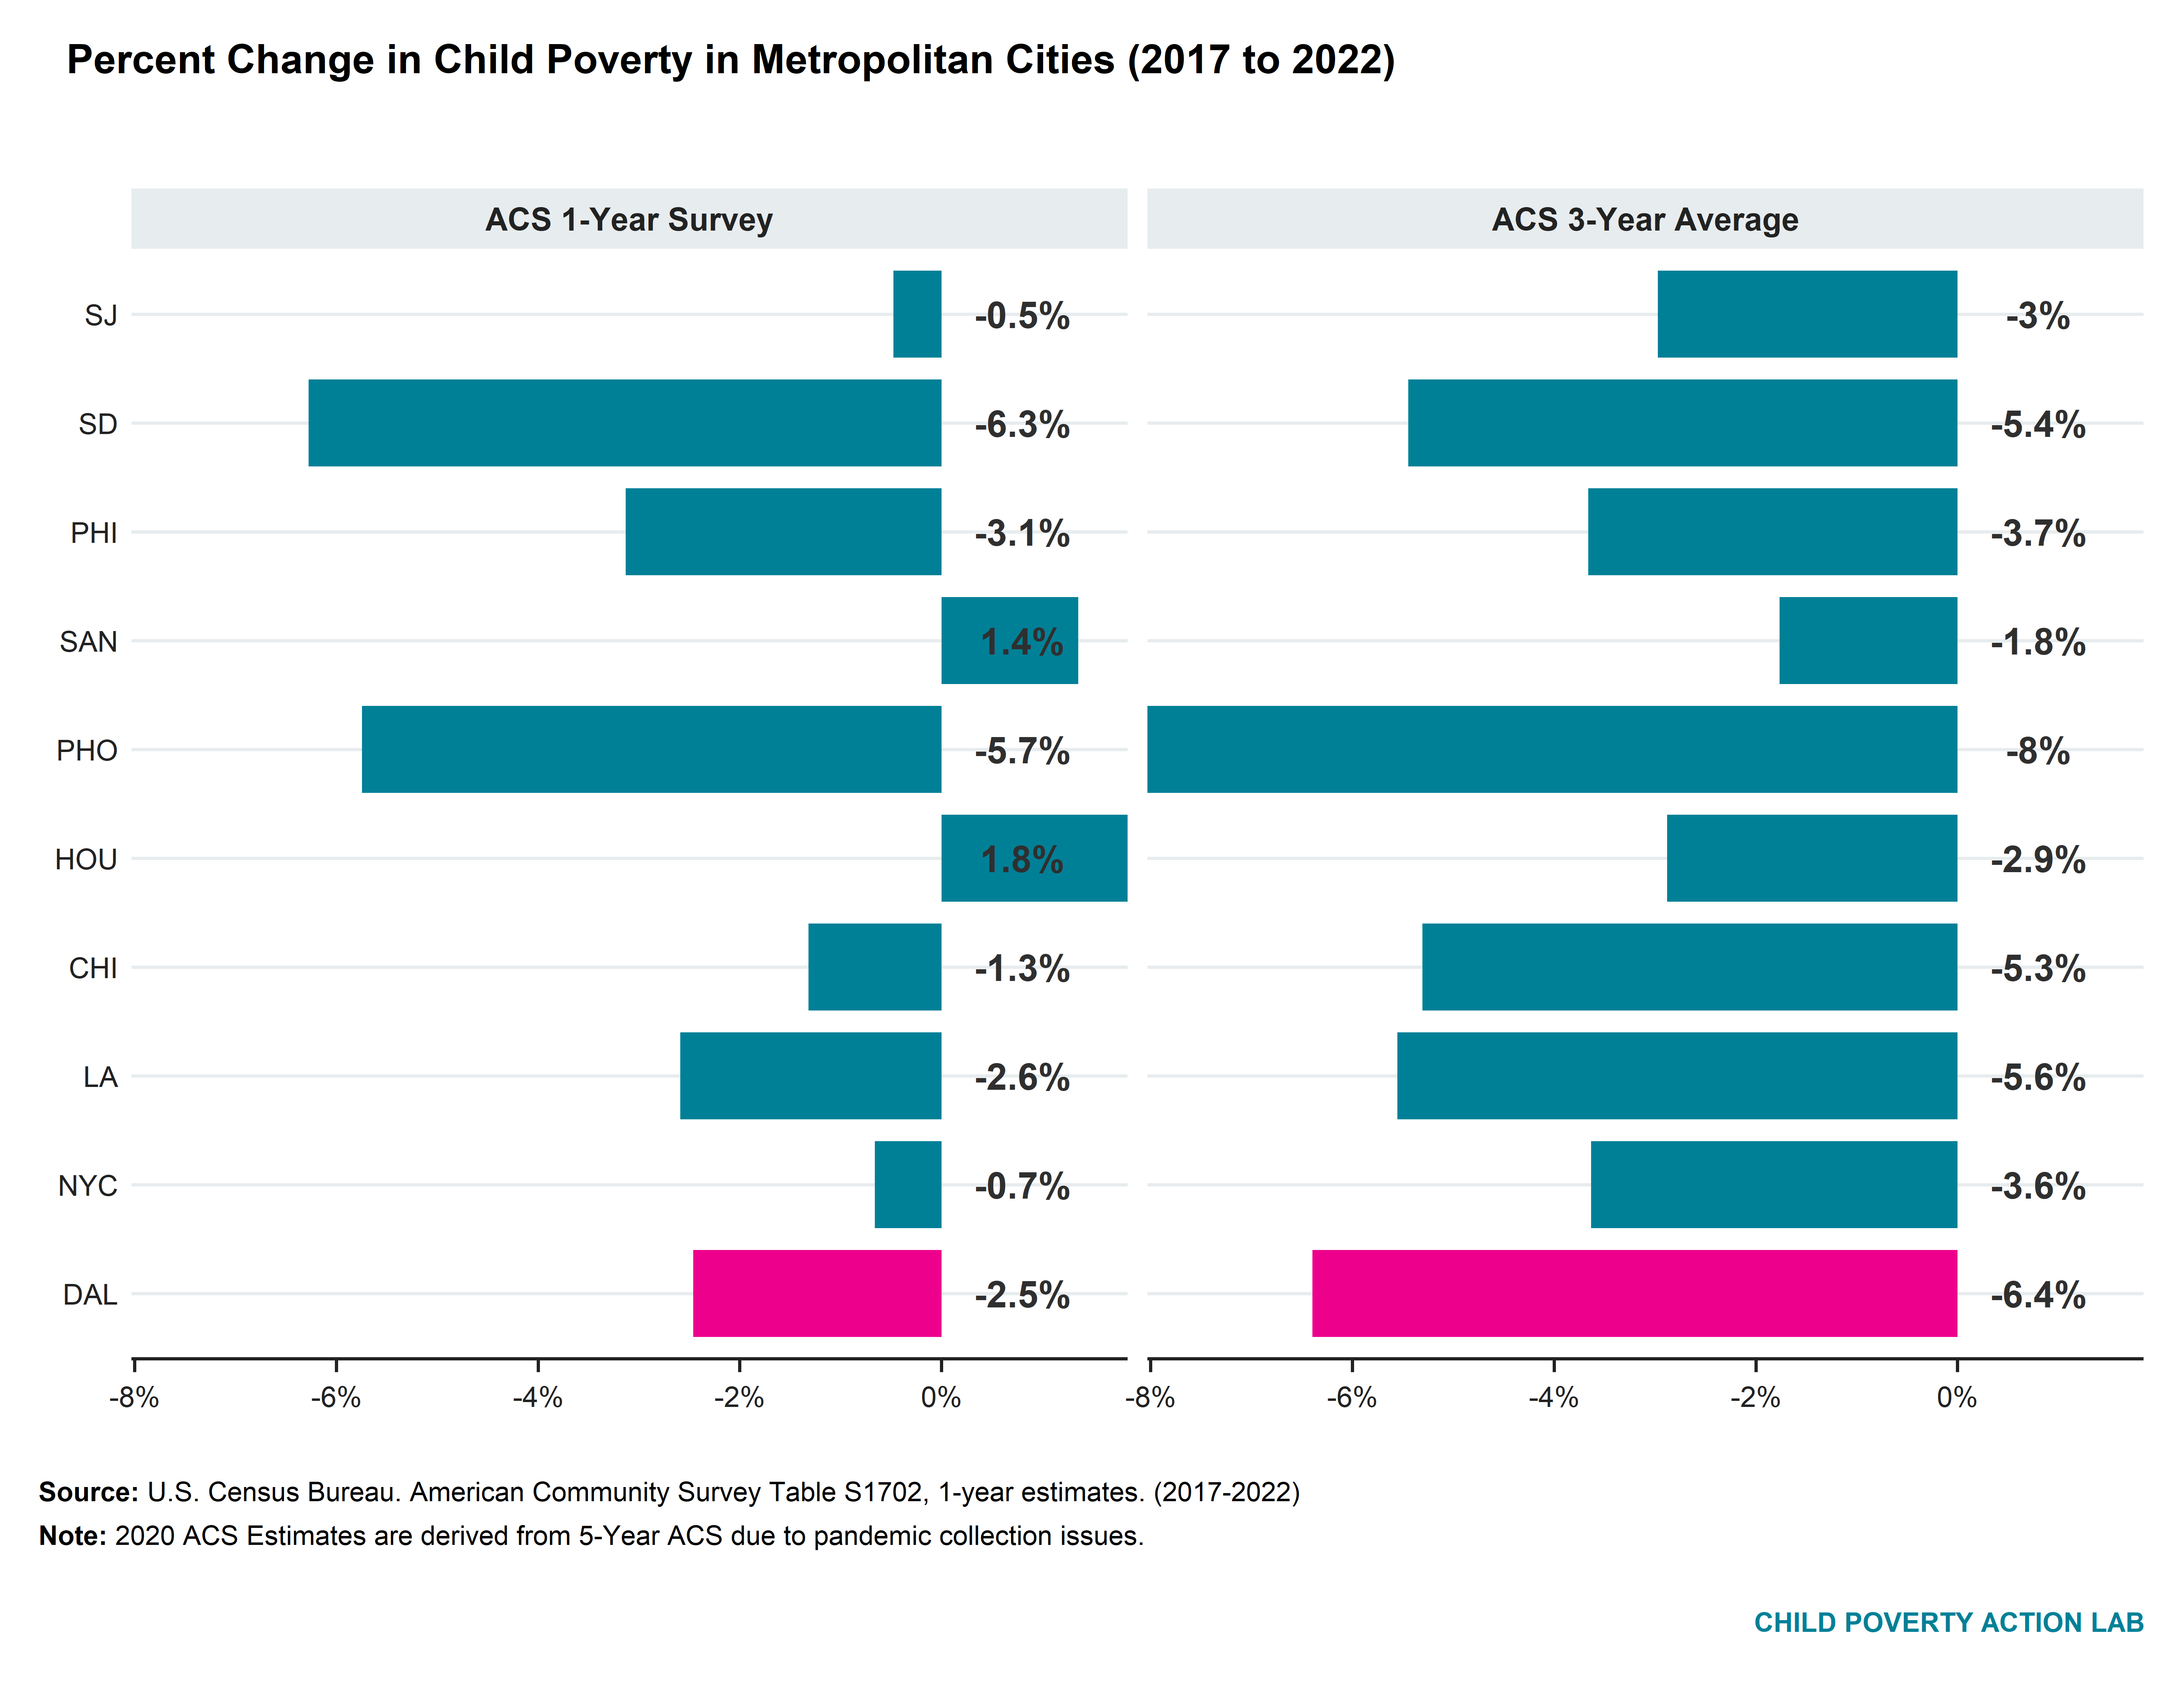 Percent Change in Child Poverty in Metropolitan Cities (2017 to 2022)
ACS 1-Year Survey
ACS 3-Year Average
SJ -0.5% -3%
SD -6.3% -5.4%
PHI -3.1% -3.7%
SAN 1.4% -1.8%
PHO -5.7% -8%
HOU 1.8% -2.9%
CHI -1.3% -5.3%
LA -2.6% -5.6%
NYC -0.7% -3.6%
DAL -2.5% -6.4%
-8% -6% -4% -2% 0% -8% -6% -4% -2% 0%
Source: U.S. Census Bureau. American Community Survey Table S1702, 1-year estimates. (2017-2022)
Note: 2020 ACS Estimates are derived from 5-Year ACS due to pandemic collection issues.
CHILD POVERTY ACTION LAB